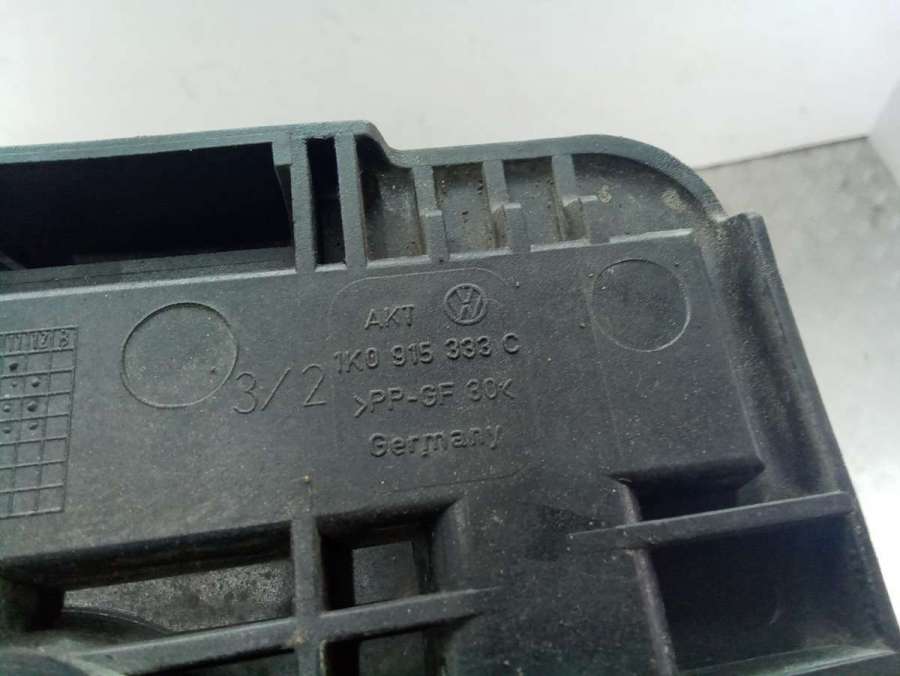 AKT
1K0 915 333 C
3/2
>PP-GF 30<
Germany